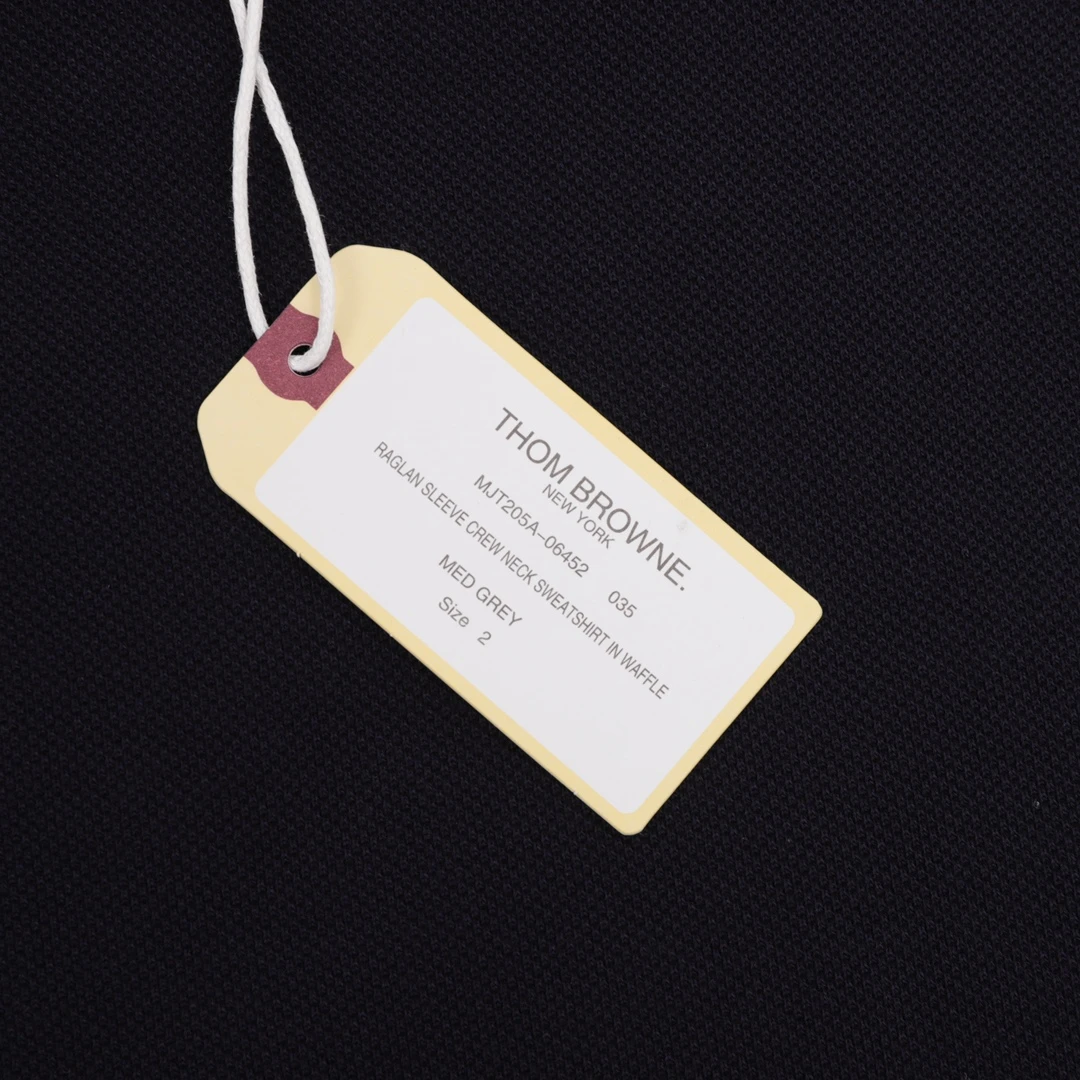 THOM BROWNE.
NEW YORK
MJT205A-06452 035
RAGLAN SLEEVE CREW NECK SWEATSHIRT IN WAFFLE
MED GREY
Size 2